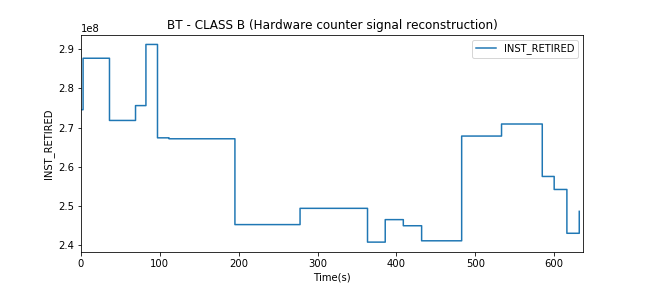 BT - CLASS B (Hardware counter signal reconstruction)
1e8
INST_RETIRED
2.9
2.8
2.7
2.6
2.5
2.4
INST_RETIRED
0
100
200
300
400
500
600
Time(s)